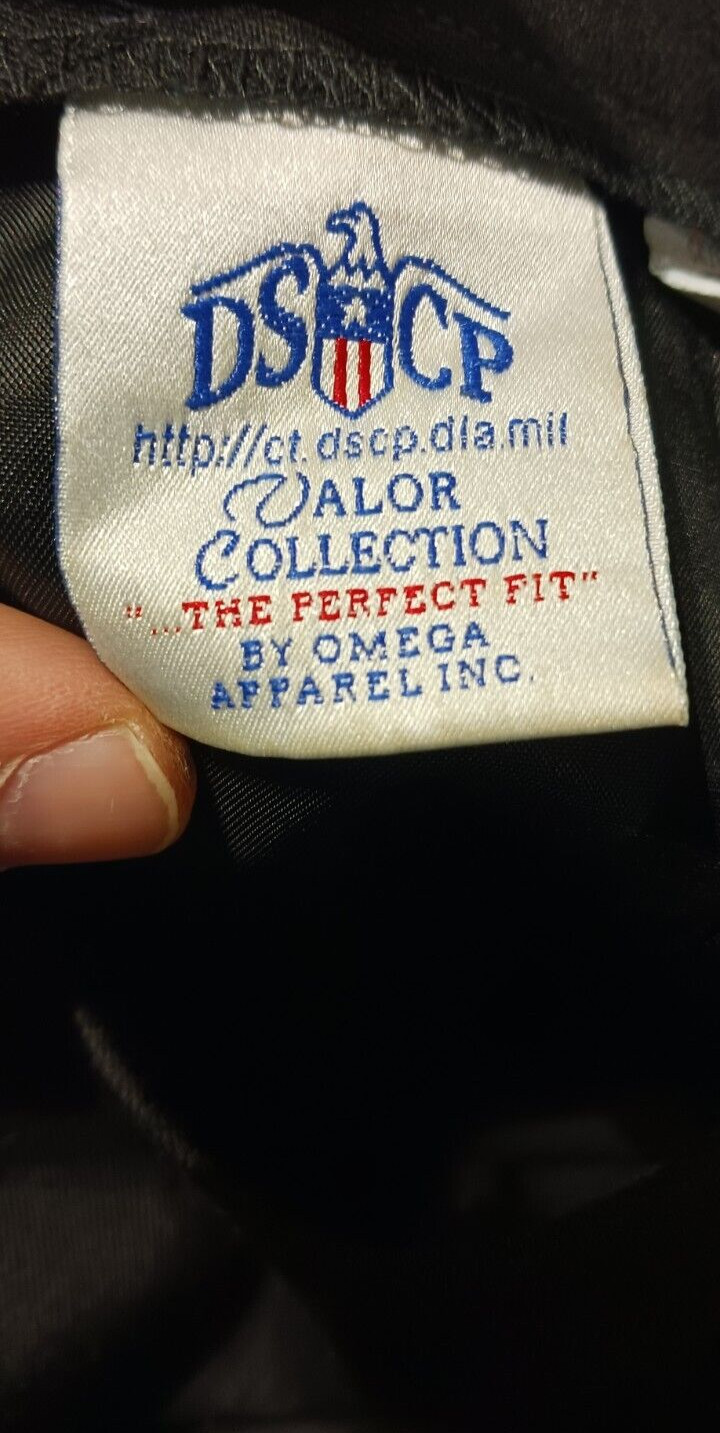 DSCP
http://ct.dscp.dla.mil
VALOR
COLLECTION
"...THE PERFECT FIT"
BY OMEGA
APPAREL INC.